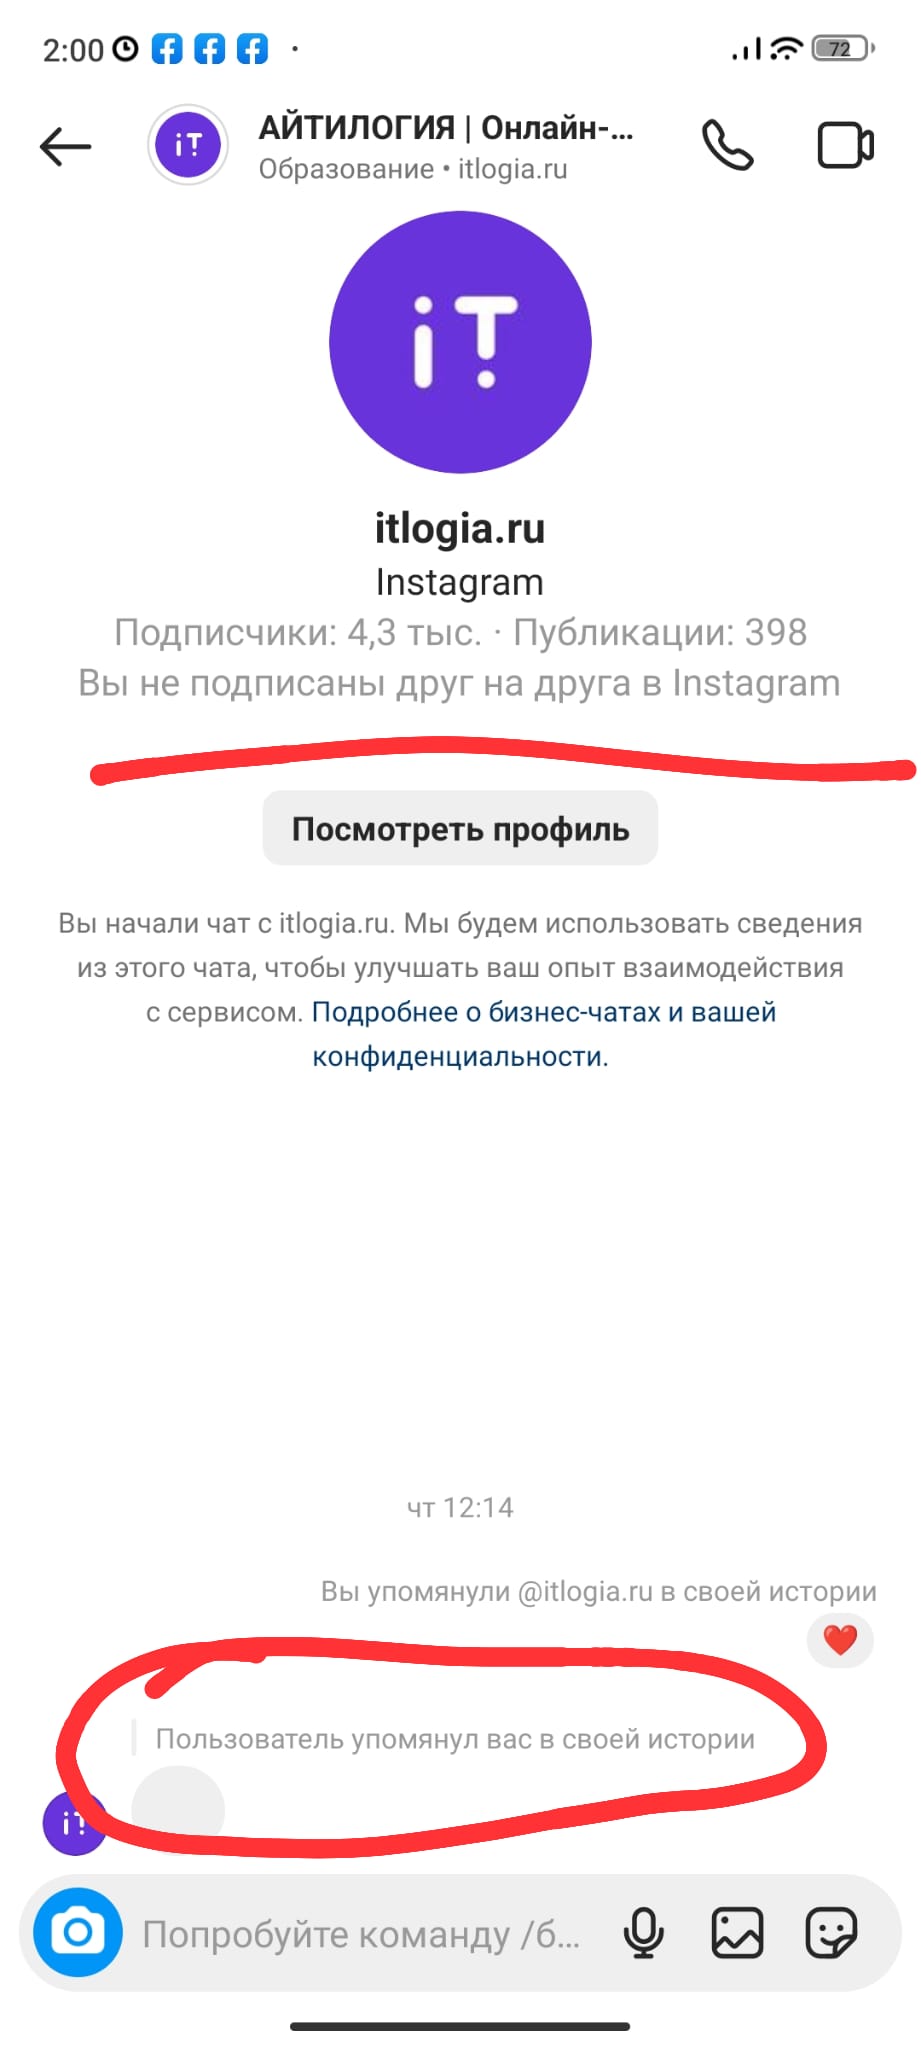 2:00
72
iT
АЙТИЛОГИЯ | Онлайн-...
Образование • itlogia.ru
iT
itlogia.ru
Instagram
Подписчики: 4,3 тыс. · Публикации: 398
Вы не подписаны друг на друга в Instagram
Посмотреть профиль
Вы начали чат с itlogia.ru. Мы будем использовать сведения
из этого чата, чтобы улучшать ваш опыт взаимодействия
с сервисом. Подробнее о бизнес-чатах и вашей
конфиденциальности.
чт 12:14
Вы упомянули @itlogia.ru в своей истории
Пользователь упомянул вас в своей истории
iT
Попробуйте команду /б...